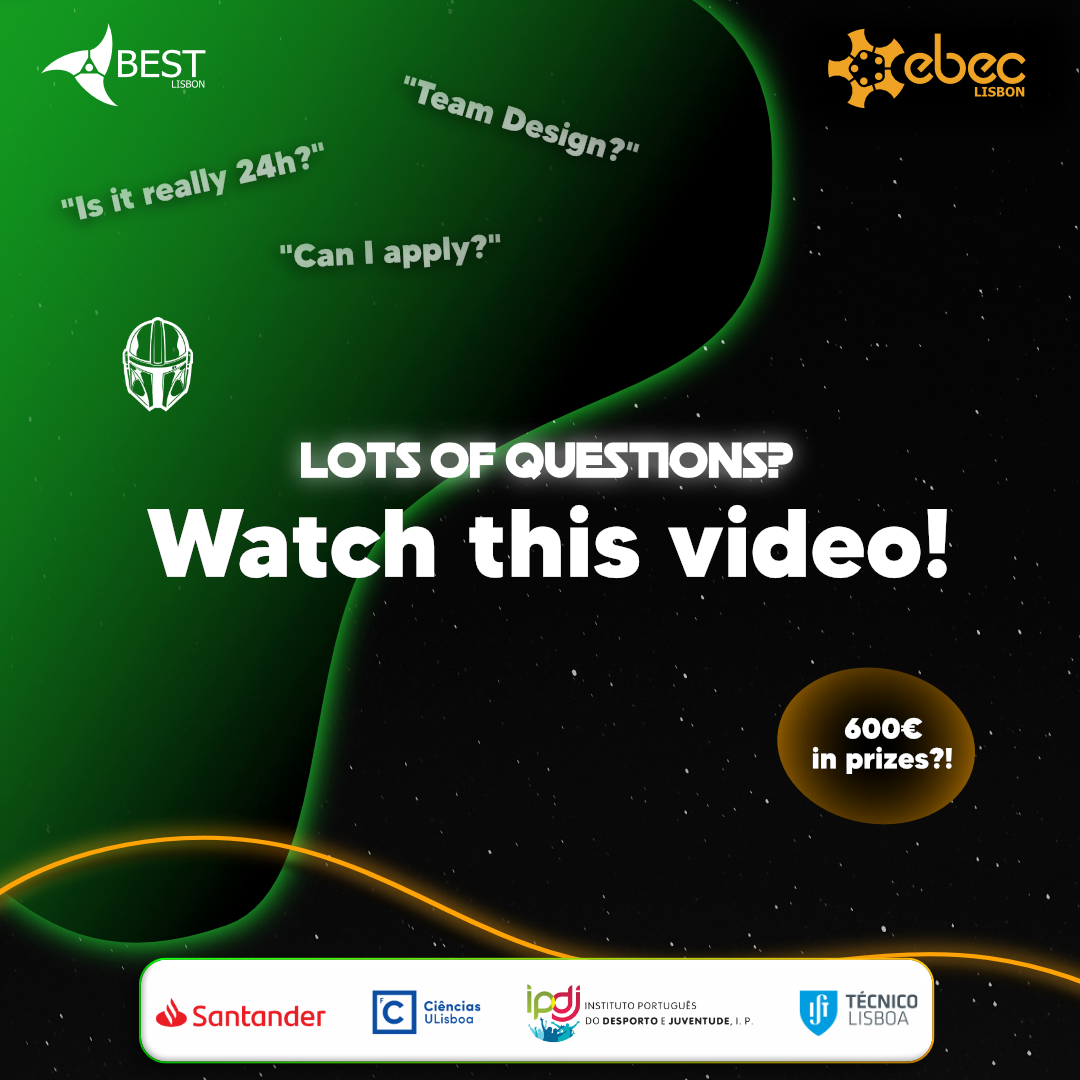 BEST
LISBON
ebec
LISBON
"Team Design?"
"Is it really 24h?"
"Can I apply?"
LOTS OF QUESTIONS?
Watch this video!
600€
in prizes?!
Santander
F
C
Ciências
ULisboa
ipdj
INSTITUTO PORTUGUÊS
DO DESPORTO E JUVENTUDE, I. P.
TÉCNICO
LISBOA